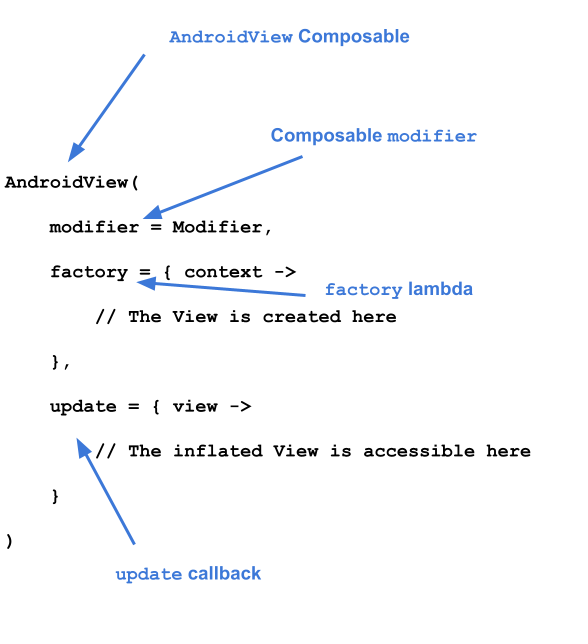 AndroidView Composable
Composable modifier
AndroidView(
modifier = Modifier,
factory = { context ->
factory lambda
// The View is created here
},
update = { view ->
// The inflated View is accessible here
}
)
update callback